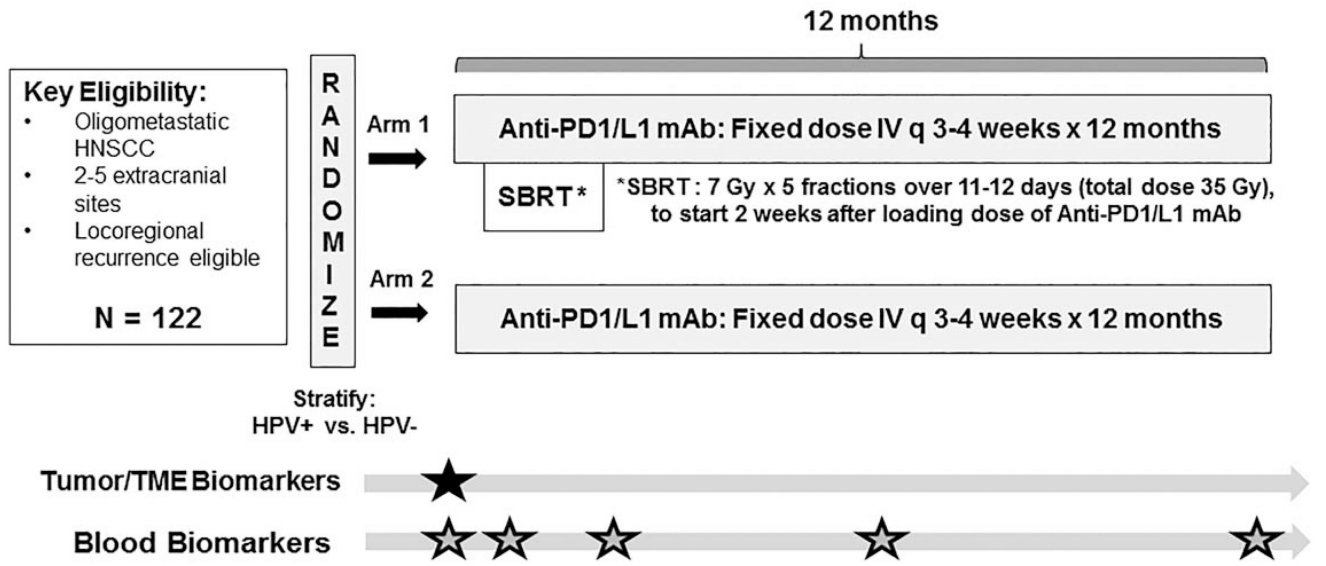 12 months
Key Eligibility:
• Oligometastatic
HNSCC
• 2-5 extracranial
sites
• Locoregional
recurrence eligible
N = 122
RANDOMIZE
Arm 1
Anti-PD1/L1 mAb: Fixed dose IV q 3-4 weeks x 12 months
SBRT*
*SBRT: 7 Gy x 5 fractions over 11-12 days (total dose 35 Gy),
to start 2 weeks after loading dose of Anti-PD1/L1 mAb
Arm 2
Anti-PD1/L1 mAb: Fixed dose IV q 3-4 weeks x 12 months
Stratify:
HPV+ vs. HPV-
Tumor/TME Biomarkers
Blood Biomarkers